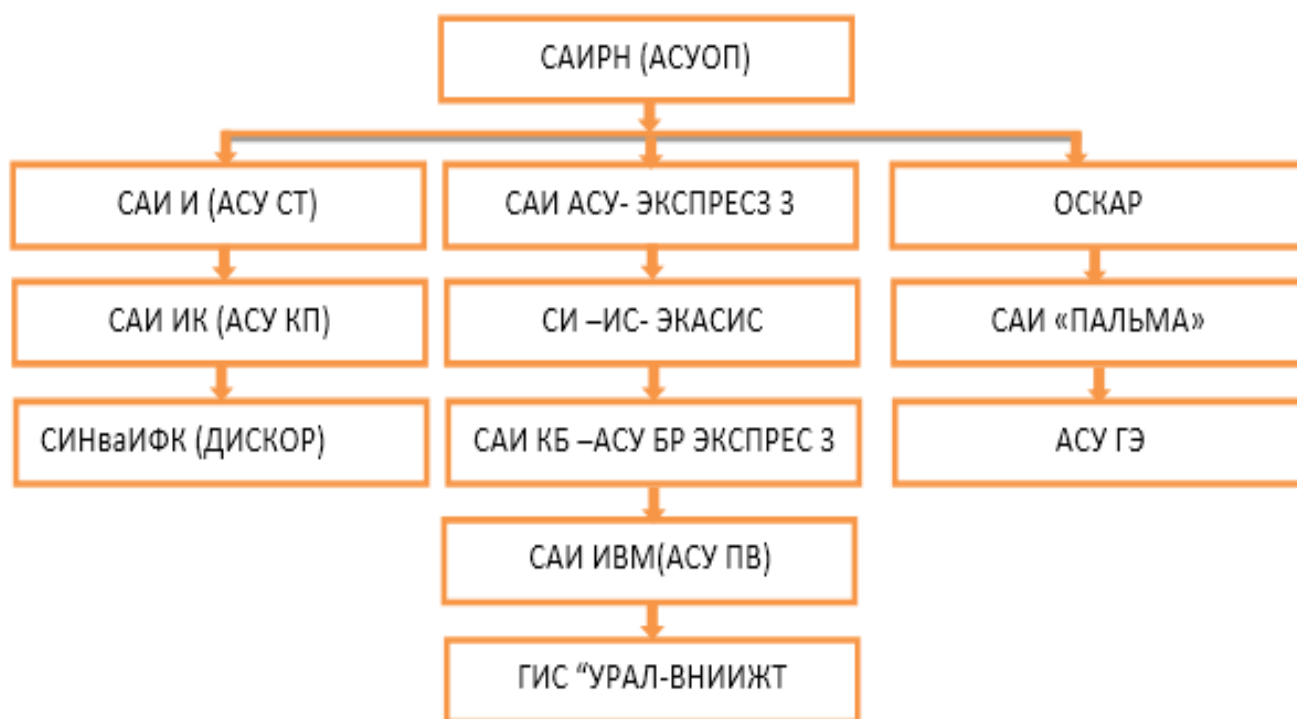 САИРН (АСУОП)
САИ И (АСУ СТ)
САИ АСУ- ЭКСПРЕСЗ 3
ОСКАР
САИ ИК (АСУ КП)
СИ –ИС- ЭКАСИС
САИ «ПАЛЬМА»
СИНваИФК (ДИСКОР)
САИ КБ –АСУ БР ЭКСПРЕС 3
АСУ ГЭ
САИ ИВМ(АСУ ПВ)
ГИС “УРАЛ-ВНИИЖТ